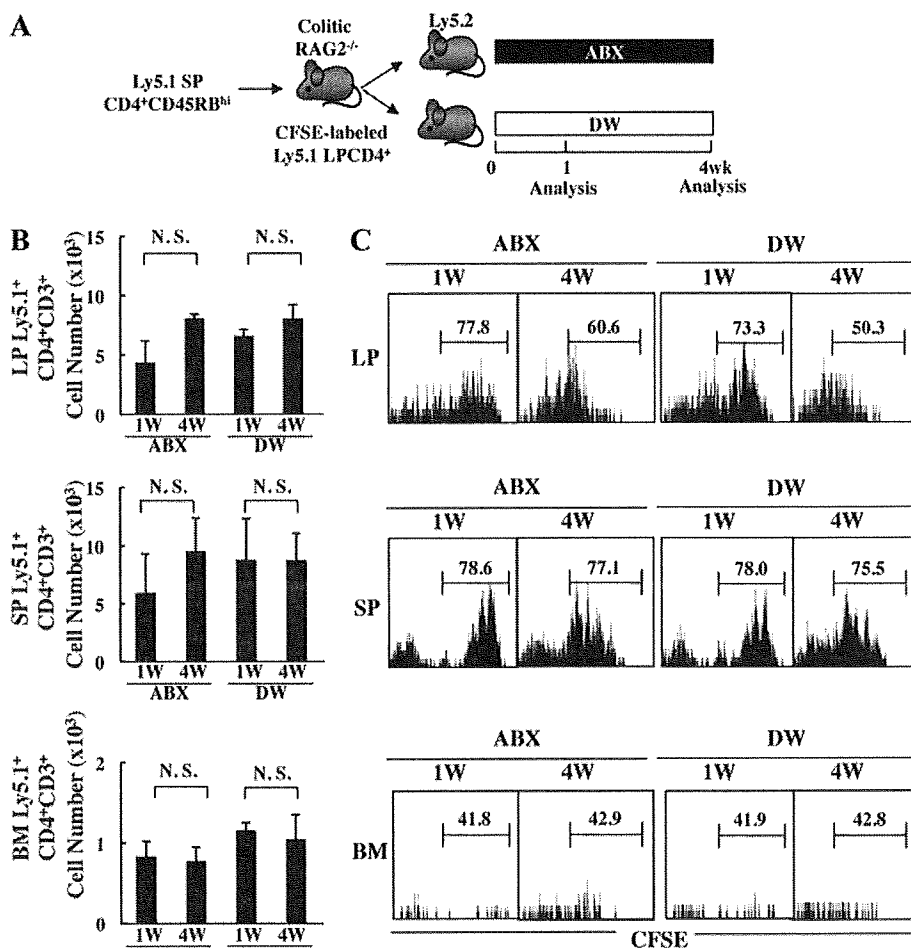 A
Ly5.1 SP
CD4+CD45RBhi
Colitic
RAG2-/-
CFSE-labeled
Ly5.1 LPCD4+
Ly5.2
ABX
DW
0 1 4wk
Analysis Analysis
B
LP Ly5.1+
CD4+CD3+
Cell Number (x10³)
15
10
5
0
N. S. N. S.
1W 4W 1W 4W
ABX DW
SP Ly5.1+
CD4+CD3+
Cell Number (x10³)
15
10
5
0
N. S. N. S.
1W 4W 1W 4W
ABX DW
BM Ly5.1+
CD4+CD3+
Cell Number (x10³)
2
1
0
N. S. N. S.
1W 4W 1W 4W
C
ABX DW
1W 4W 1W 4W
LP
77.8 60.6 73.3 50.3
ABX DW
1W 4W 1W 4W
SP
78.6 77.1 78.0 75.5
ABX DW
1W 4W 1W 4W
BM
41.8 42.9 41.9 42.8
CFSE